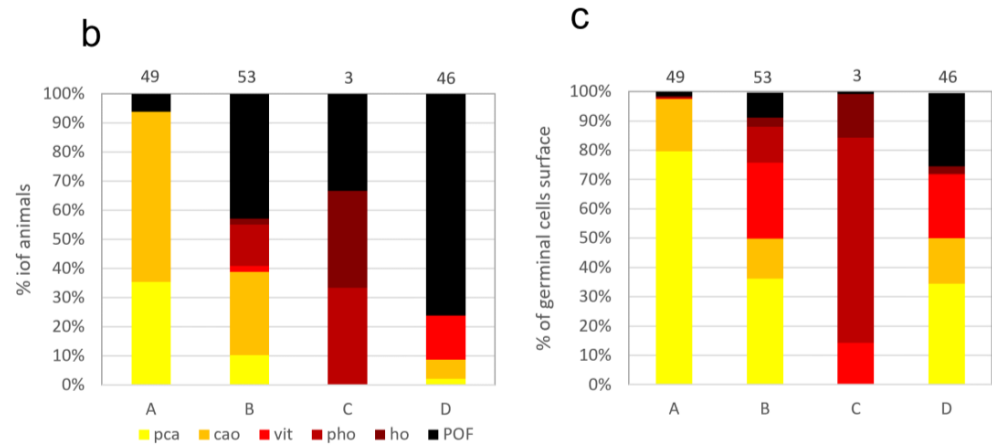 b
49 53 3 46
100%
90%
80%
70%
60%
50%
40%
30%
20%
10%
0%
% iof animals
A B C D
pca cao vit pho ho POF
c
49 53 3 46
100%
90%
80%
70%
60%
50%
40%
30%
20%
10%
0%
% of germinal cells surface
A B C D